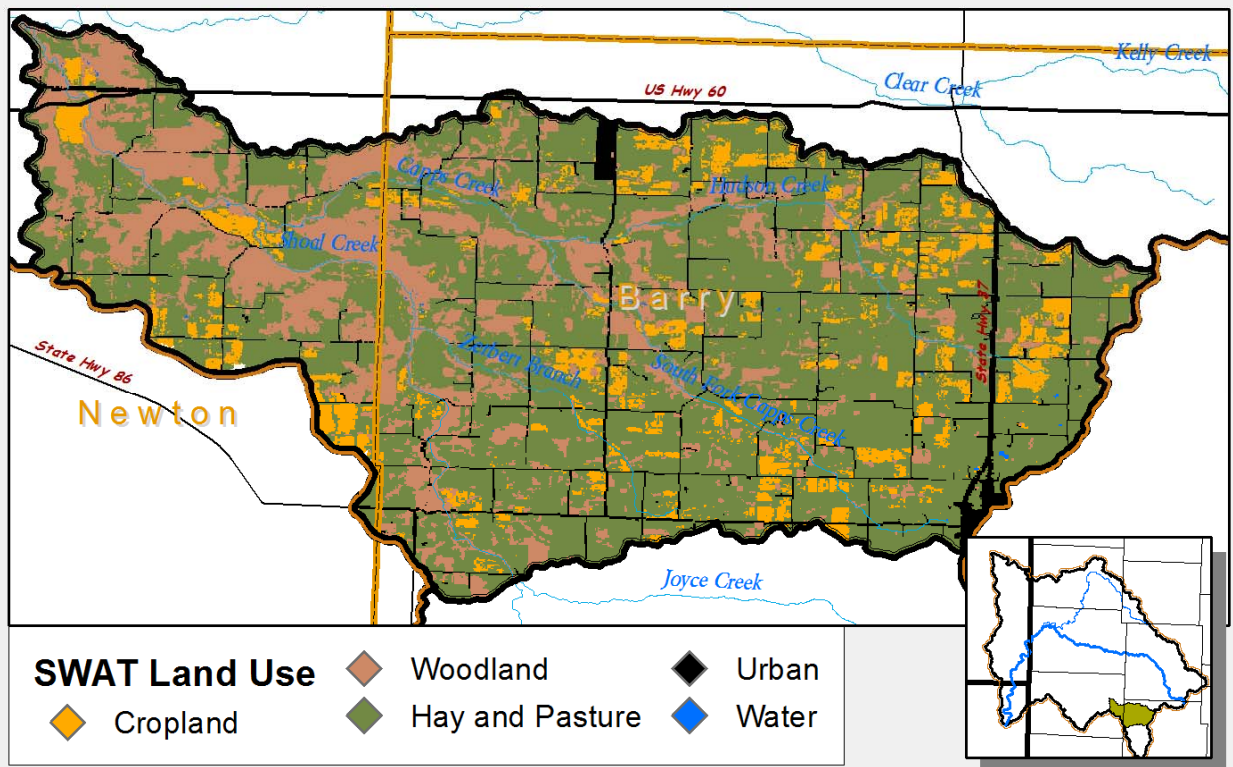 Kelly Creek
Clear Creek
US Hwy 60
Capps Creek
Hudson Creek
Shoal Creek
Barry
State Hwy 37
Zerbert Branch
South Fork Capps Creek
State Hwy 86
Newton
Joyce Creek
SWAT Land Use
Woodland
Urban
Cropland
Hay and Pasture
Water